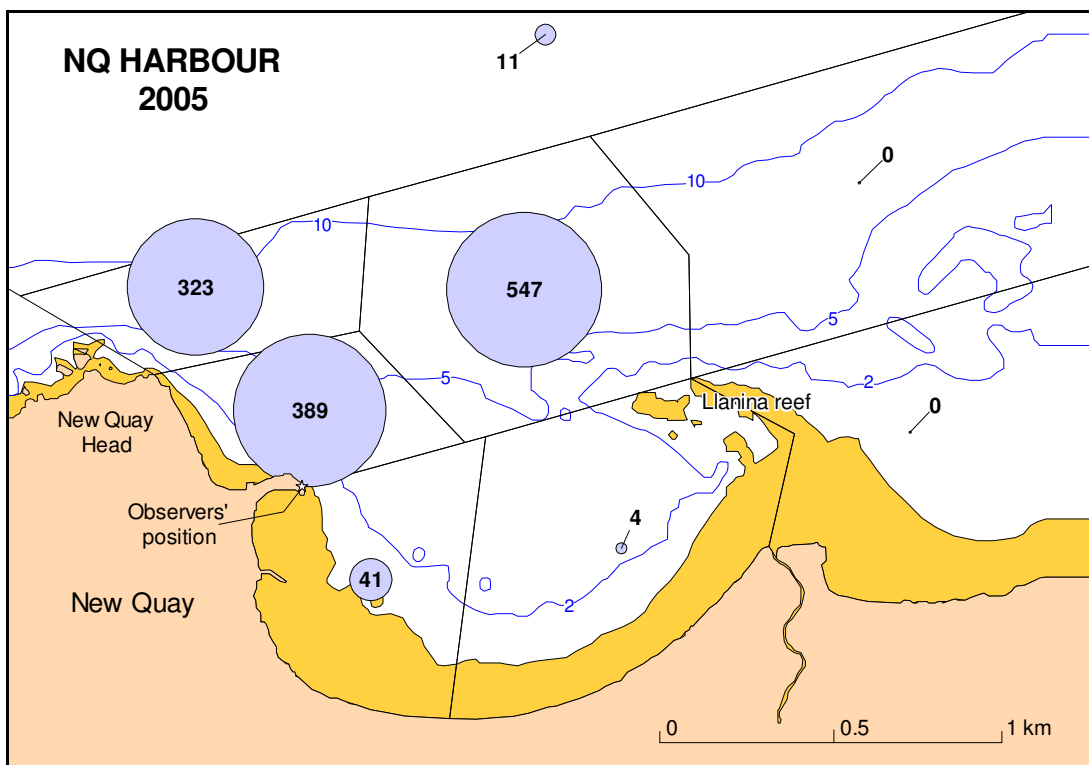 NQ HARBOUR
2005
11
0
10
10
323
547
5
5
2
389
Llanina reef
0
New Quay
Head
Observers'
position
4
41
New Quay
2
0
0.5
1 km